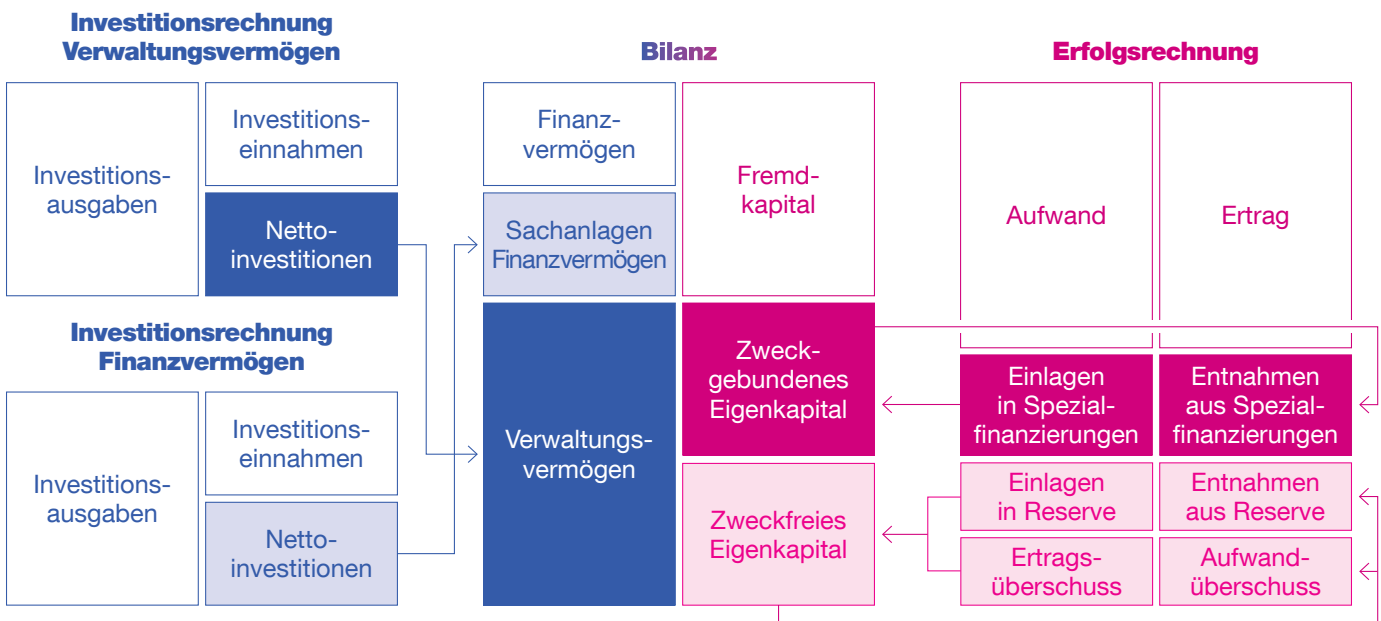 Investitionsrechnung
Verwaltungsvermögen
Investitions-
ausgaben
Investitions-
einnahmen
Netto-
investitionen
Investitionsrechnung
Finanzvermögen
Investitions-
ausgaben
Investitions-
einnahmen
Netto-
investitionen
Bilanz
Finanz-
vermögen
Sachanlagen
Finanzvermögen
Verwaltungs-
vermögen
Fremd-
kapital
Zweck-
gebundenes
Eigenkapital
Zweckfreies
Eigenkapital
Erfolgsrechnung
Aufwand
Ertrag
Einlagen
in Spezial-
finanzierungen
Entnahmen
aus Spezial-
finanzierungen
Einlagen
in Reserve
Entnahmen
aus Reserve
Ertrags-
überschuss
Aufwand-
überschuss